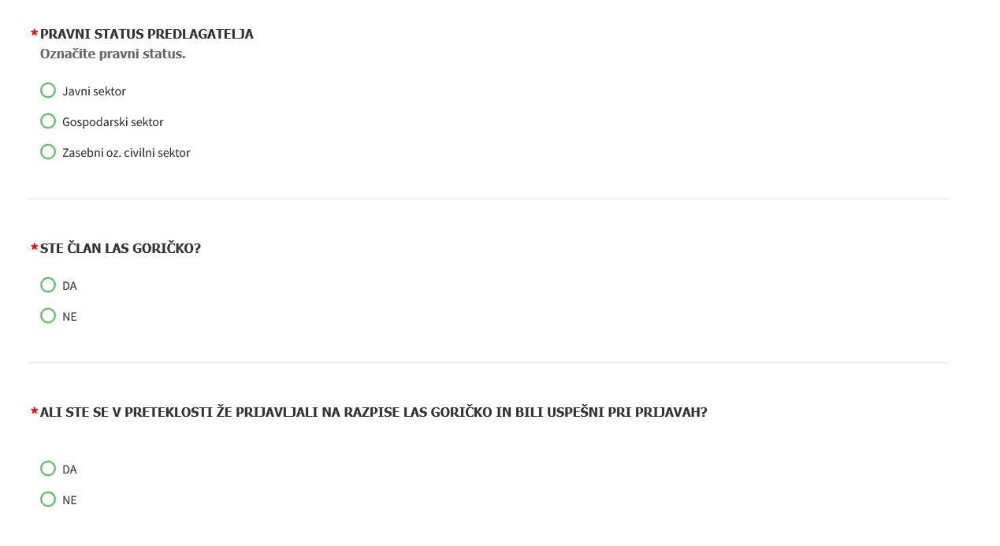 *PRAVNI STATUS PREDLAGATELJA
Označite pravni status.
Javni sektor
Gospodarski sektor
Zasebni oz. civilni sektor
*STE ČLAN LAS GORIČKO?
DA
NE
*ALI STE SE V PRETEKLOSTI ŽE PRIJAVLJALI NA RAZPISE LAS GORIČKO IN BILI USPEŠNI PRI PRIJAVAH?
DA
NE